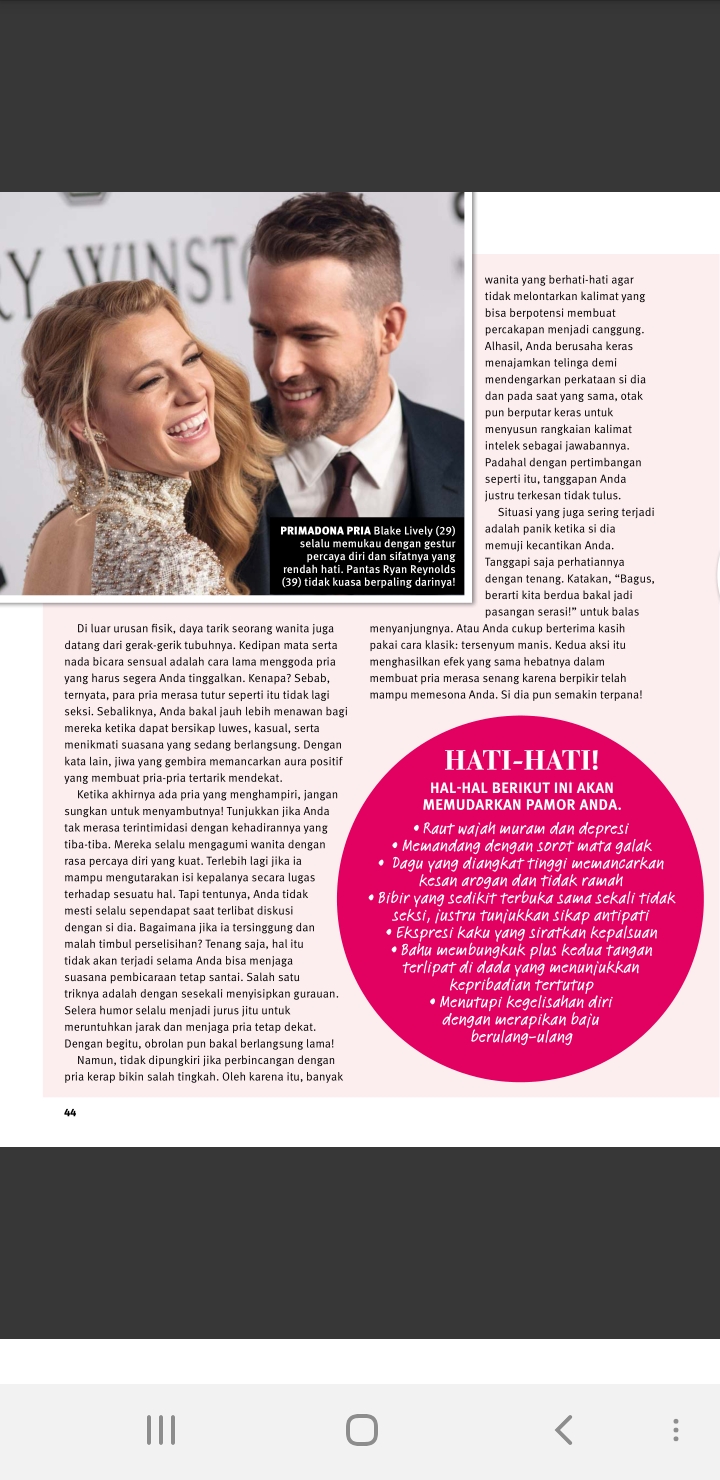 RY WINSTO
PRIMADONA PRIA Blake Lively (29)
selalu memukau dengan gestur
percaya diri dan sifatnya yang
rendah hati. Pantas Ryan Reynolds
(39) tidak kuasa berpaling darinya!
Di luar urusan fisik, daya tarik seorang wanita juga
datang dari gerak-gerik tubuhnya. Kedipan mata serta
nada bicara sensual adalah cara lama menggoda pria
yang harus segera Anda tinggalkan. Kenapa? Sebab,
ternyata, para pria merasa tutur seperti itu tidak lagi
seksi. Sebaliknya, Anda bakal jauh lebih menawan bagi
mereka ketika dapat bersikap luwes, kasual, serta
menikmati suasana yang sedang berlangsung. Dengan
kata lain, jiwa yang gembira memancarkan aura positif
yang membuat pria-pria tertarik mendekat.
Ketika akhirnya ada pria yang menghampiri, jangan
sungkan untuk menyambutnya! Tunjukkan jika Anda
tak merasa terintimidasi dengan kehadirannya yang
tiba-tiba. Mereka selalu mengagumi wanita dengan
rasa percaya diri yang kuat. Terlebih lagi jika ia
mampu mengutarakan isi kepalanya secara lugas
terhadap sesuatu hal. Tapi tentunya, Anda tidak
mesti selalu sependapat saat terlibat diskusi
dengan si dia. Bagaimana jika ia tersinggung dan
malah timbul perselisihan? Tenang saja, hal itu
tidak akan terjadi selama Anda bisa menjaga
suasana pembicaraan tetap santai. Salah satu
triknya adalah dengan sesekali menyisipkan gurauan.
Selera humor selalu menjadi jurus jitu untuk
meruntuhkan jarak dan menjaga pria tetap dekat.
Dengan begitu, obrolan pun bakal berlangsung lama!
Namun, tidak dipungkiri jika perbincangan dengan
pria kerap bikin salah tingkah. Oleh karena itu, banyak
wanita yang berhati-hati agar
tidak melontarkan kalimat yang
bisa berpotensi membuat
percakapan menjadi canggung.
Alhasil, Anda berusaha keras
menajamkan telinga demi
mendengarkan perkataan si dia
dan pada saat yang sama, otak
pun berputar keras untuk
menyusun rangkaian kalimat
intelek sebagai jawabannya.
Padahal dengan pertimbangan
seperti itu, tanggapan Anda
justru terkesan tidak tulus.
Situasi yang juga sering terjadi
adalah panik ketika si dia
memuji kecantikan Anda.
Tanggapi saja perhatiannya
dengan tenang. Katakan, “Bagus,
berarti kita berdua bakal jadi
pasangan serasi!” untuk balas
menyanjungnya. Atau Anda cukup berterima kasih
pakai cara klasik: tersenyum manis. Kedua aksi itu
menghasilkan efek yang sama hebatnya dalam
membuat pria merasa senang karena berpikir telah
mampu memesona Anda. Si dia pun semakin terpana!
HATI-HATI!
HAL-HAL BERIKUT INI AKAN
MEMUDARKAN PAMOR ANDA.
• Raut wajah muram dan depresi
• Memandang dengan sorot mata galak
• Dagu yang diangkat tinggi memancarkan
kesan arogan dan tidak ramah
• Bibir yang sedikit terbuka sama sekali tidak
seksi, justru tunjukkan sikap antipati
• Ekspresi kaku yang siratkan kepalsuan
• Bahu membungkuk plus kedua tangan
terlipat di dada yang menunjukkan
kepribadian tertutup
• Menutupi kegelisahan diri
dengan merapikan baju
berulang-ulang
44